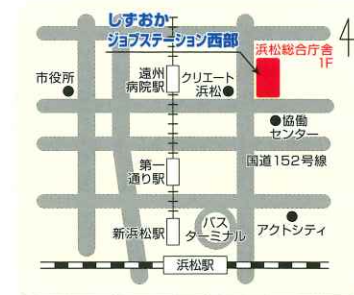 しずおか
ジョブステーション西部
浜松総合庁舎
1F
4
市役所
遠州
病院駅
クリエート
浜松
協働
センター
国道152号線
第一
通り駅
新浜松駅
バス
ターミナル
アクトシティ
浜松駅